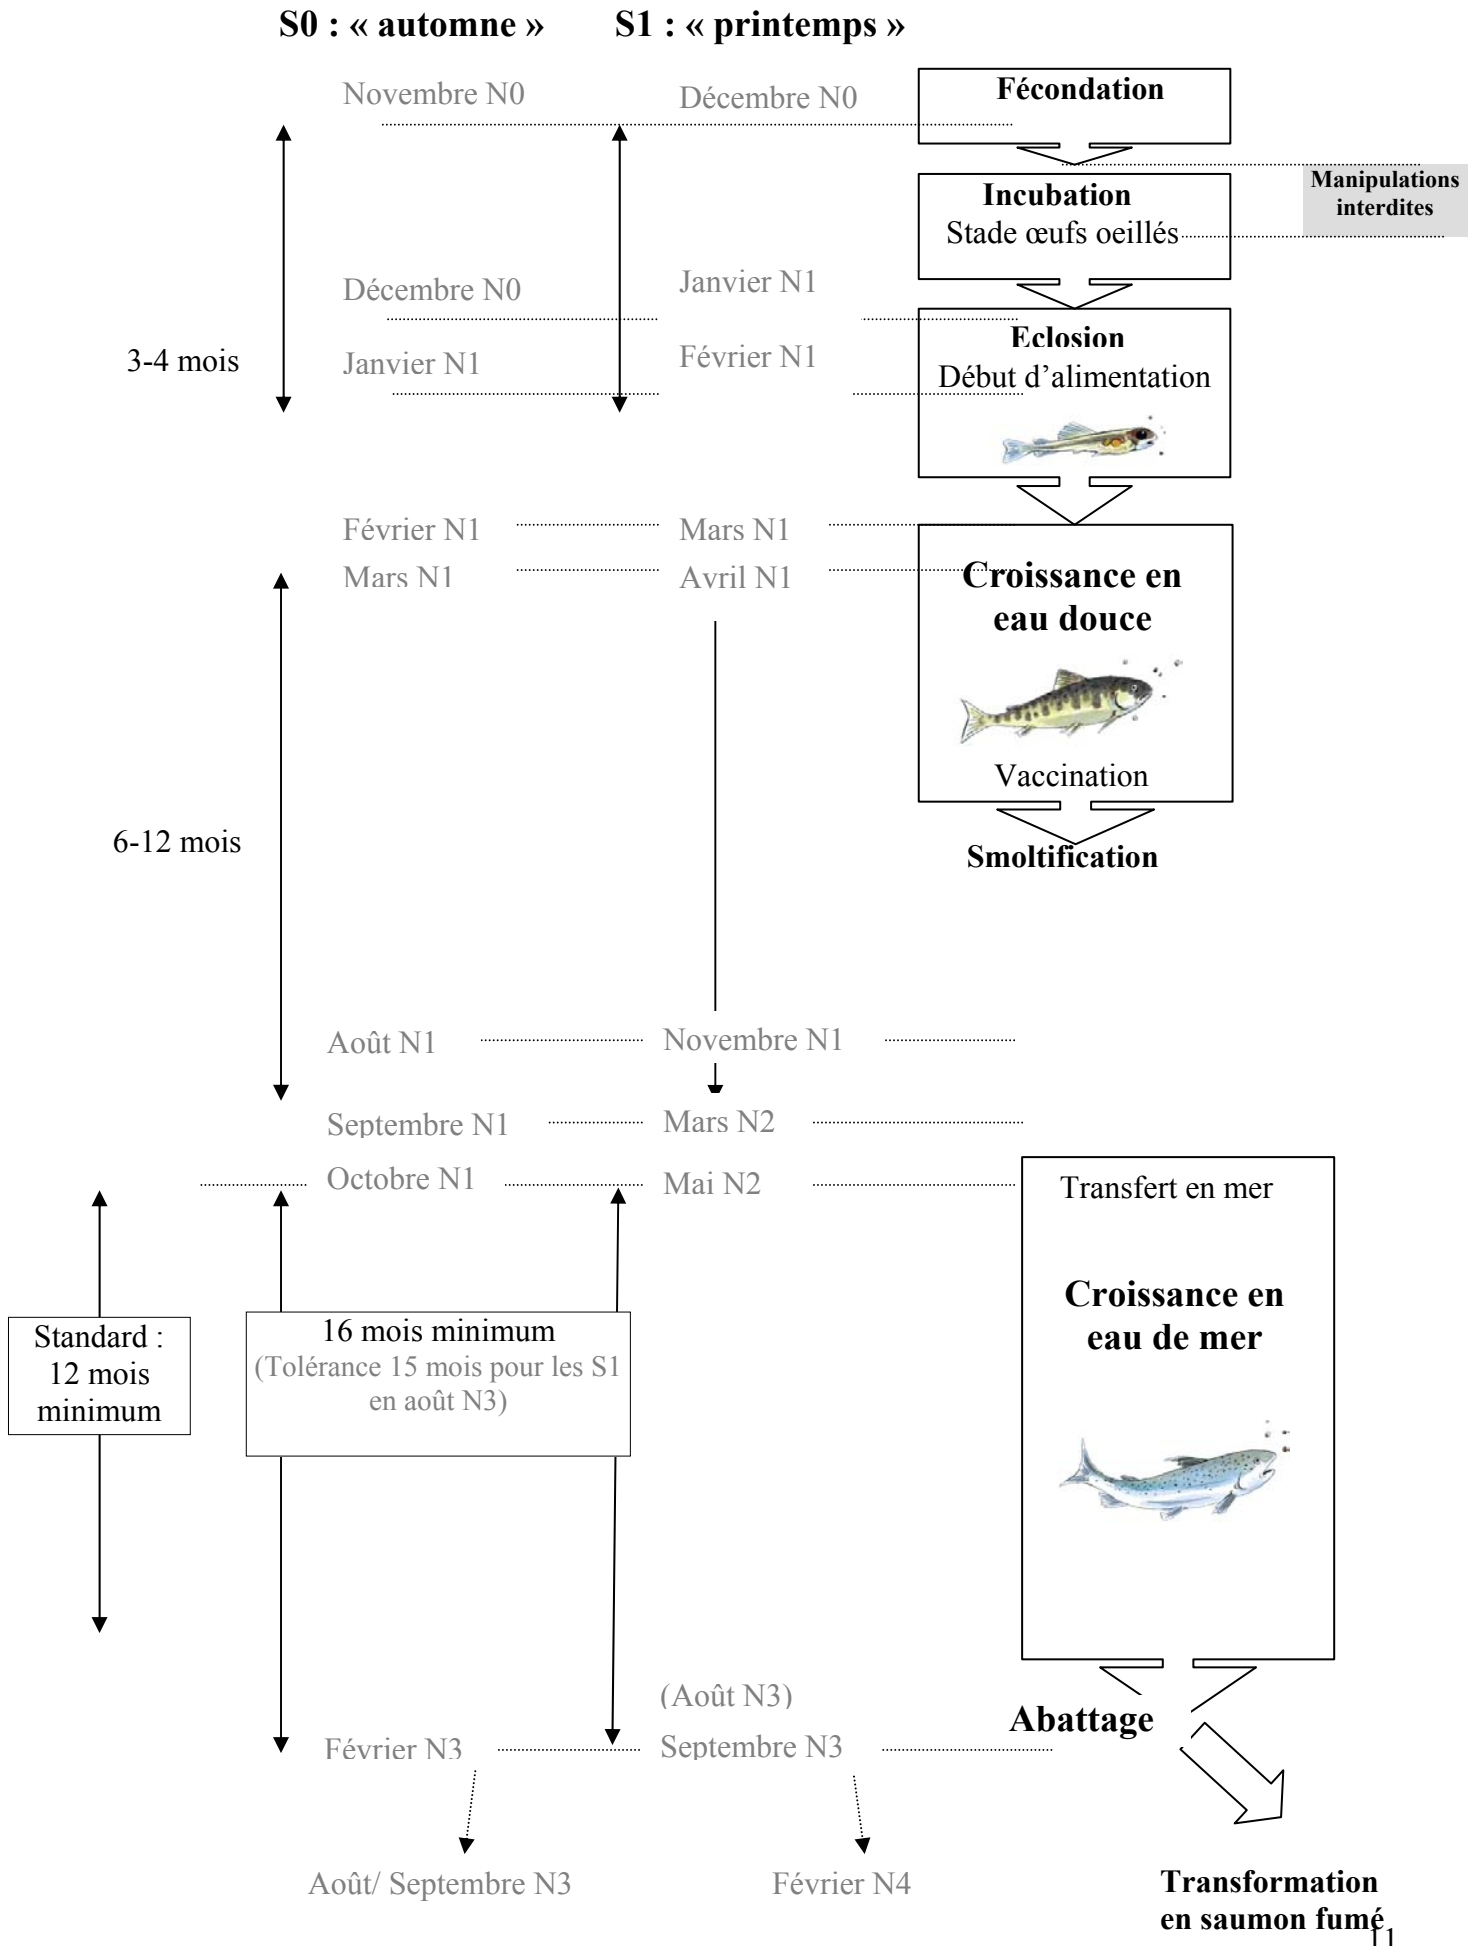 S0 : « automne » S1 : « printemps »
Novembre N0 Décembre N0 Fécondation
Manipulations
interdites
Incubation
Stade œufs oeillés
Décembre N0 Janvier N1
Eclosion
3-4 mois Janvier N1 Février N1 Début d’alimentation
Février N1 Mars N1
Mars N1 Avril N1 Croissance en
eau douce
Vaccination
6-12 mois Smoltification
Août N1 Novembre N1
Septembre N1 Mars N2
Octobre N1 Mai N2 Transfert en mer
Croissance en
eau de mer
Standard :
12 mois
minimum
16 mois minimum
(Tolérance 15 mois pour les S1
en août N3)
(Août N3)
Abattage
Février N3 Septembre N3
Août/ Septembre N3 Février N4 Transformation
en saumon fumé
11